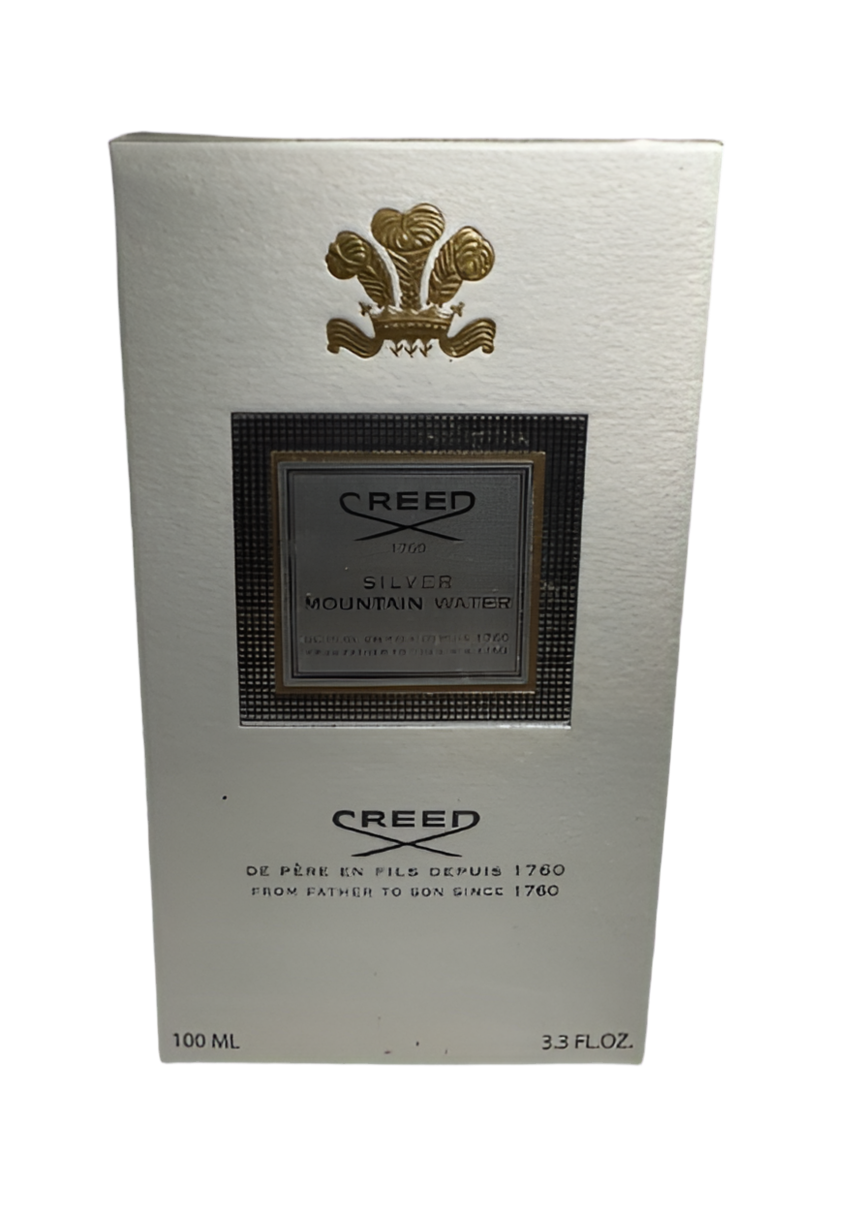 CREED
1760
SILVER
MOUNTAIN WATER
1760
CREED
DE PÈRE EN FILS DEPUIS 1760
FROM FATHER TO SON SINCE 1760
100 ML
3.3 FL.OZ.